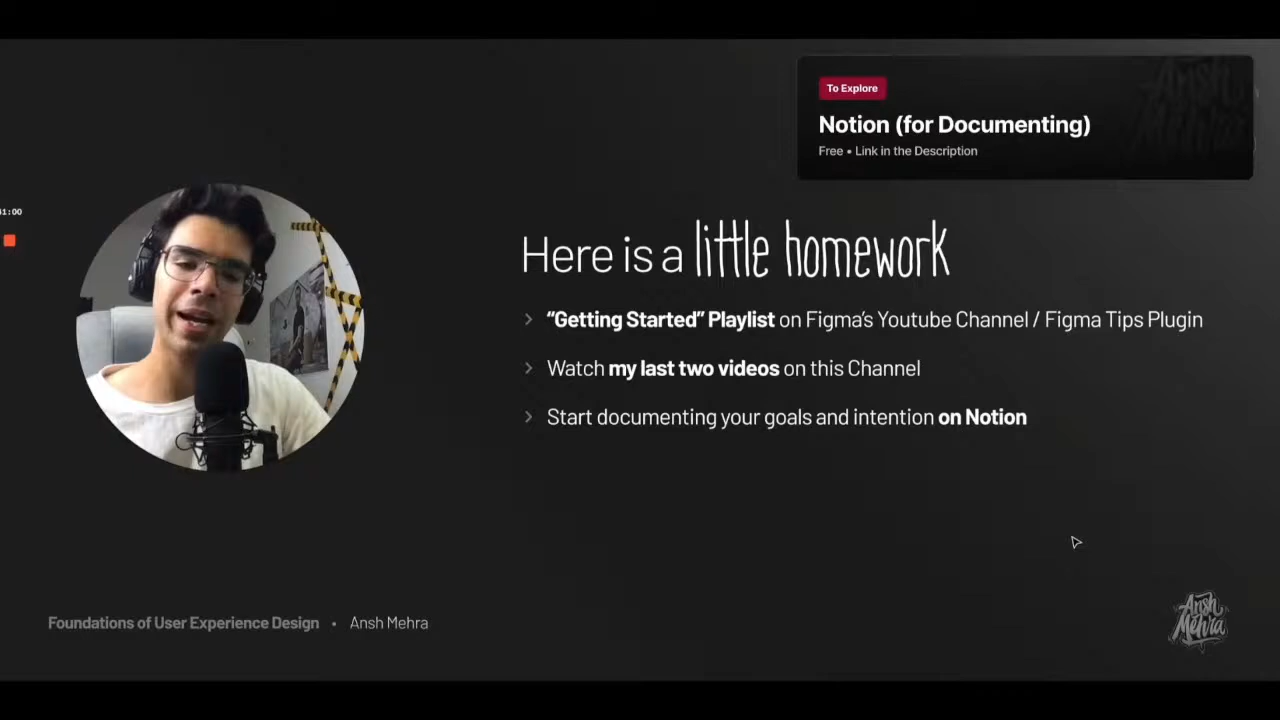 To Explore
Notion (for Documenting)
Free • Link in the Description
Here is a little homework
“Getting Started” Playlist on Figma’s Youtube Channel / Figma Tips Plugin
Watch my last two videos on this Channel
Start documenting your goals and intention on Notion
Foundations of User Experience Design • Ansh Mehra
Ansh
Mehra